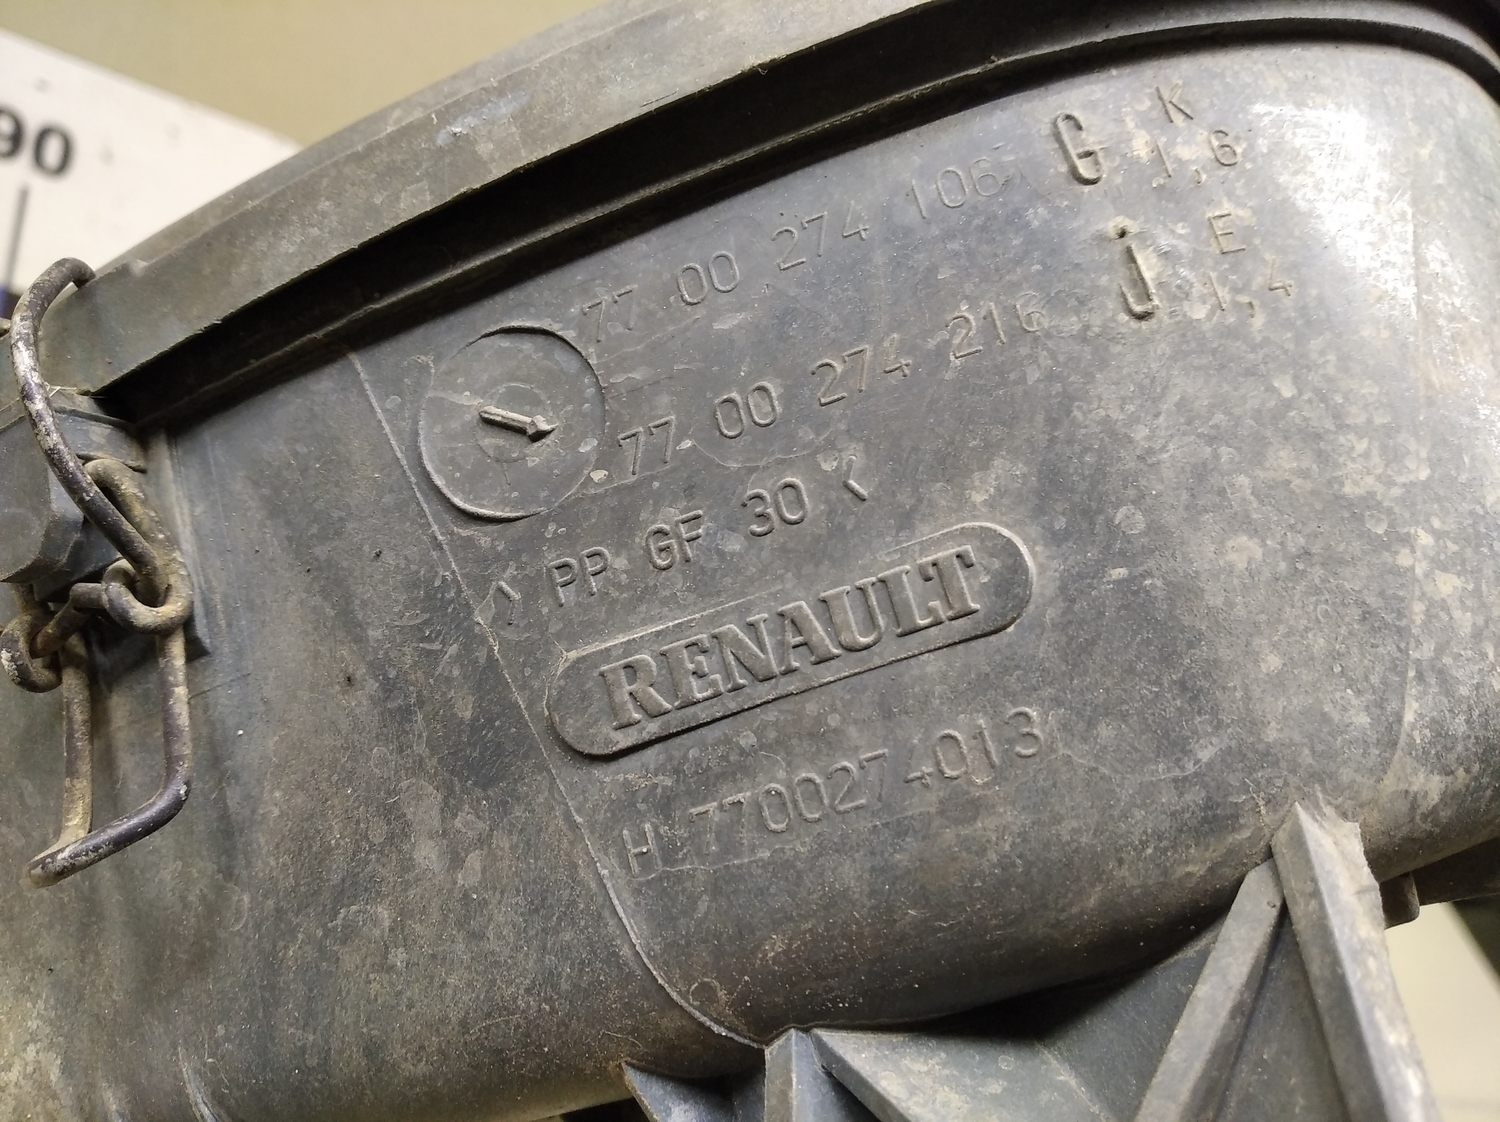 90
77 00 274 106 G K 1,6
77 00 274 216 J E 1,4
> PP GF 30 <
RENAULT
H 7700274013